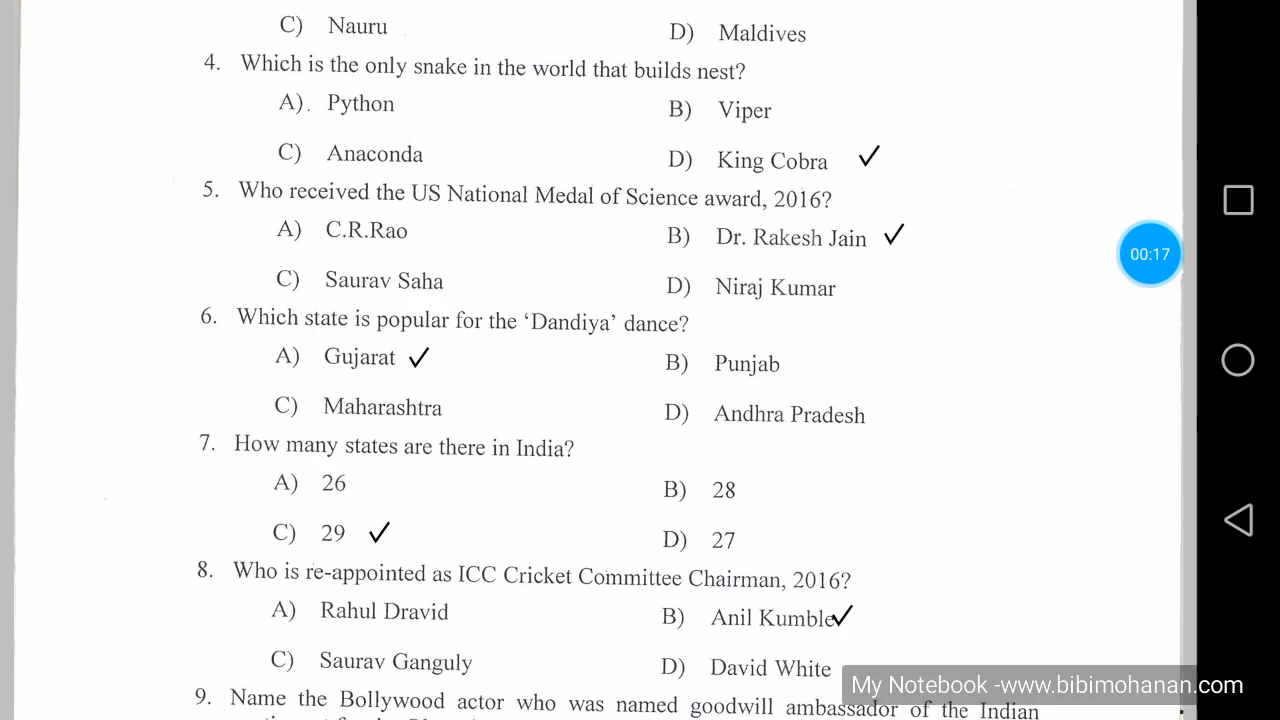 C) Nauru D) Maldives
4. Which is the only snake in the world that builds nest?
A). Python B) Viper
C) Anaconda D) King Cobra ✓
5. Who received the US National Medal of Science award, 2016?
A) C.R.Rao B) Dr. Rakesh Jain ✓
C) Saurav Saha D) Niraj Kumar
6. Which state is popular for the ‘Dandiya’ dance?
A) Gujarat ✓ B) Punjab
C) Maharashtra D) Andhra Pradesh
7. How many states are there in India?
A) 26 B) 28
C) 29 ✓ D) 27
8. Who is re-appointed as ICC Cricket Committee Chairman, 2016?
A) Rahul Dravid B) Anil Kumble ✓
C) Saurav Ganguly D) David White
9. Name the Bollywood actor who was named goodwill ambassador of the Indian
00:17
My Notebook -www.bibimohanan.com